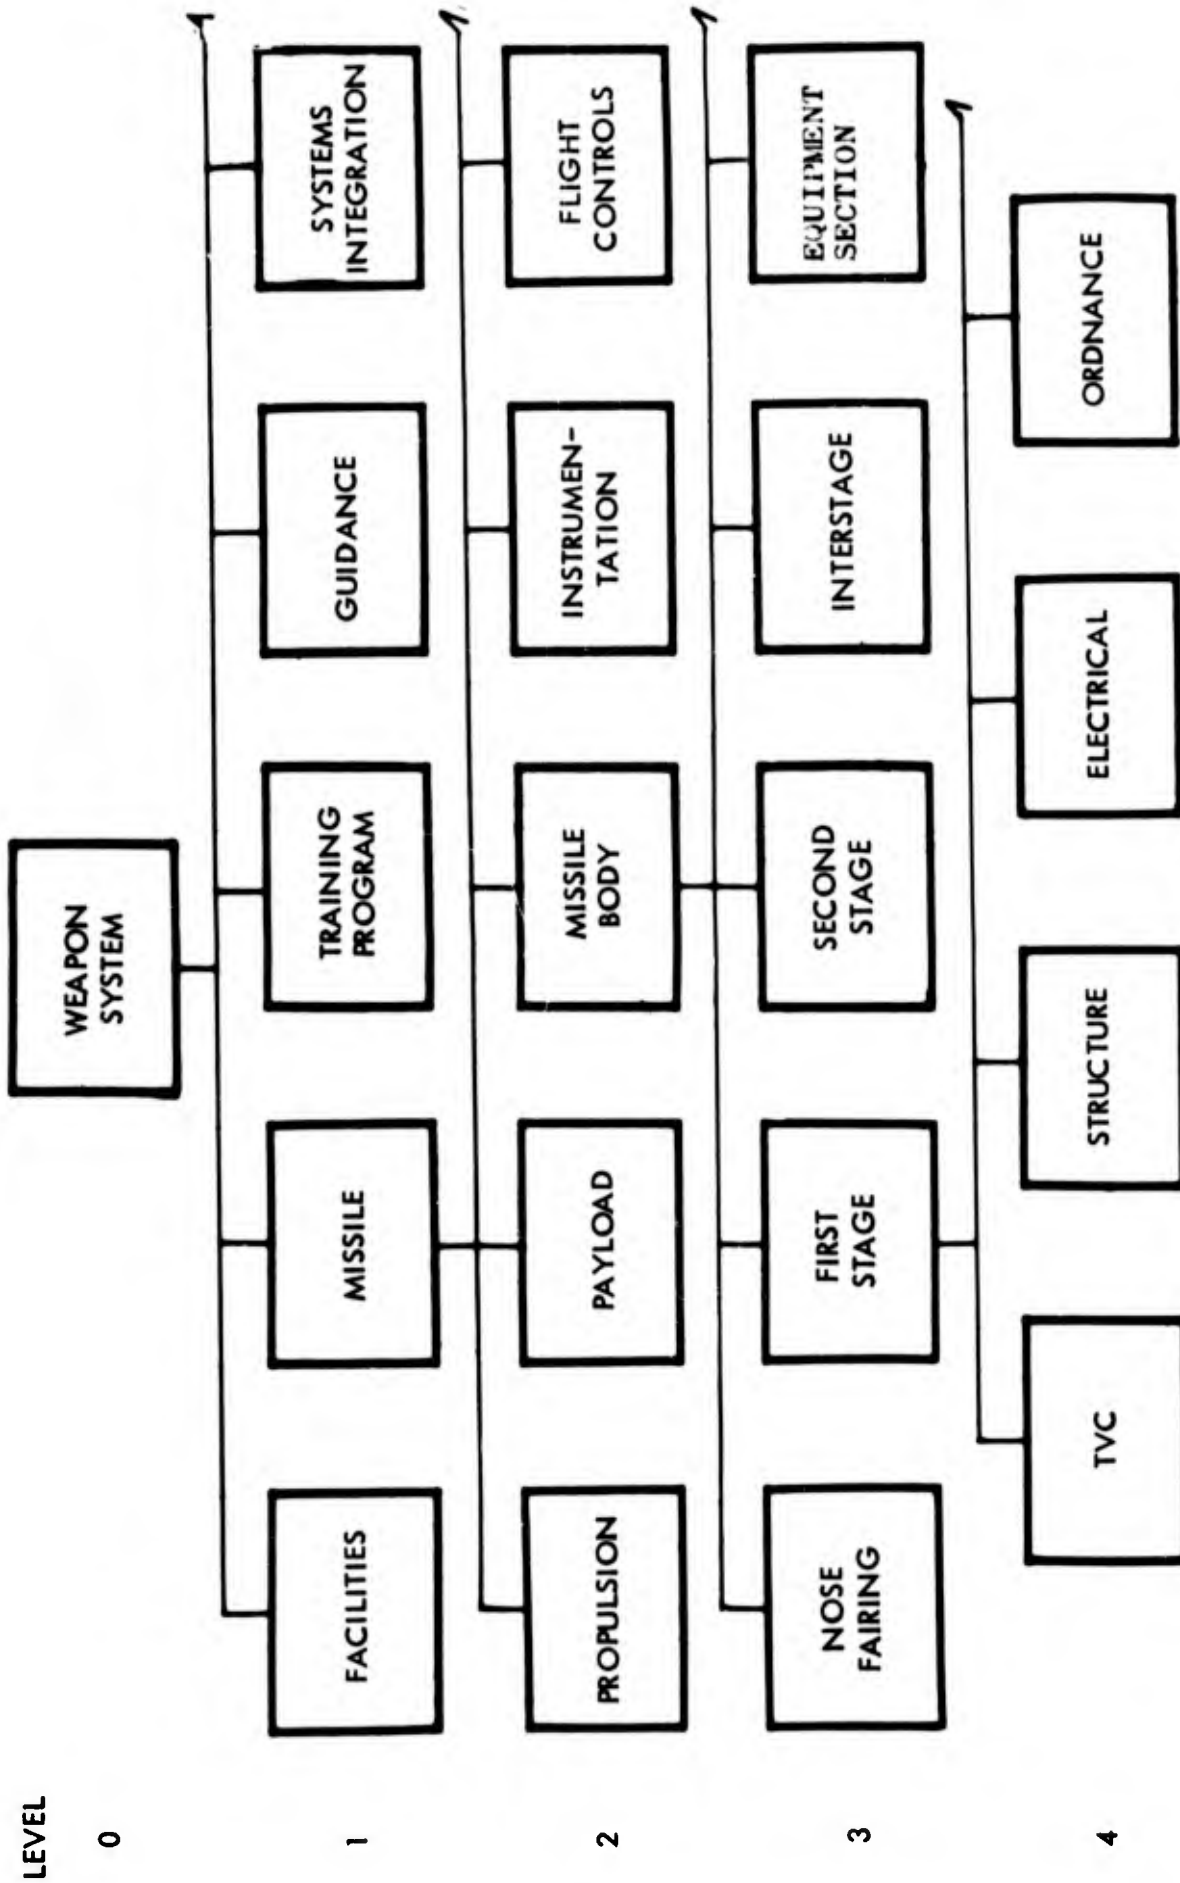 LEVEL
0
WEAPON
SYSTEM
1
FACILITIES
MISSILE
TRAINING
PROGRAM
GUIDANCE
SYSTEMS
INTEGRATION
2
PROPULSION
PAYLOAD
MISSILE
BODY
INSTRUMEN-
TATION
FLIGHT
CONTROLS
3
NOSE
FAIRING
FIRST
STAGE
SECOND
STAGE
INTERSTAGE
EQUIPMENT
SECTION
4
TVC
STRUCTURE
ELECTRICAL
ORDNANCE